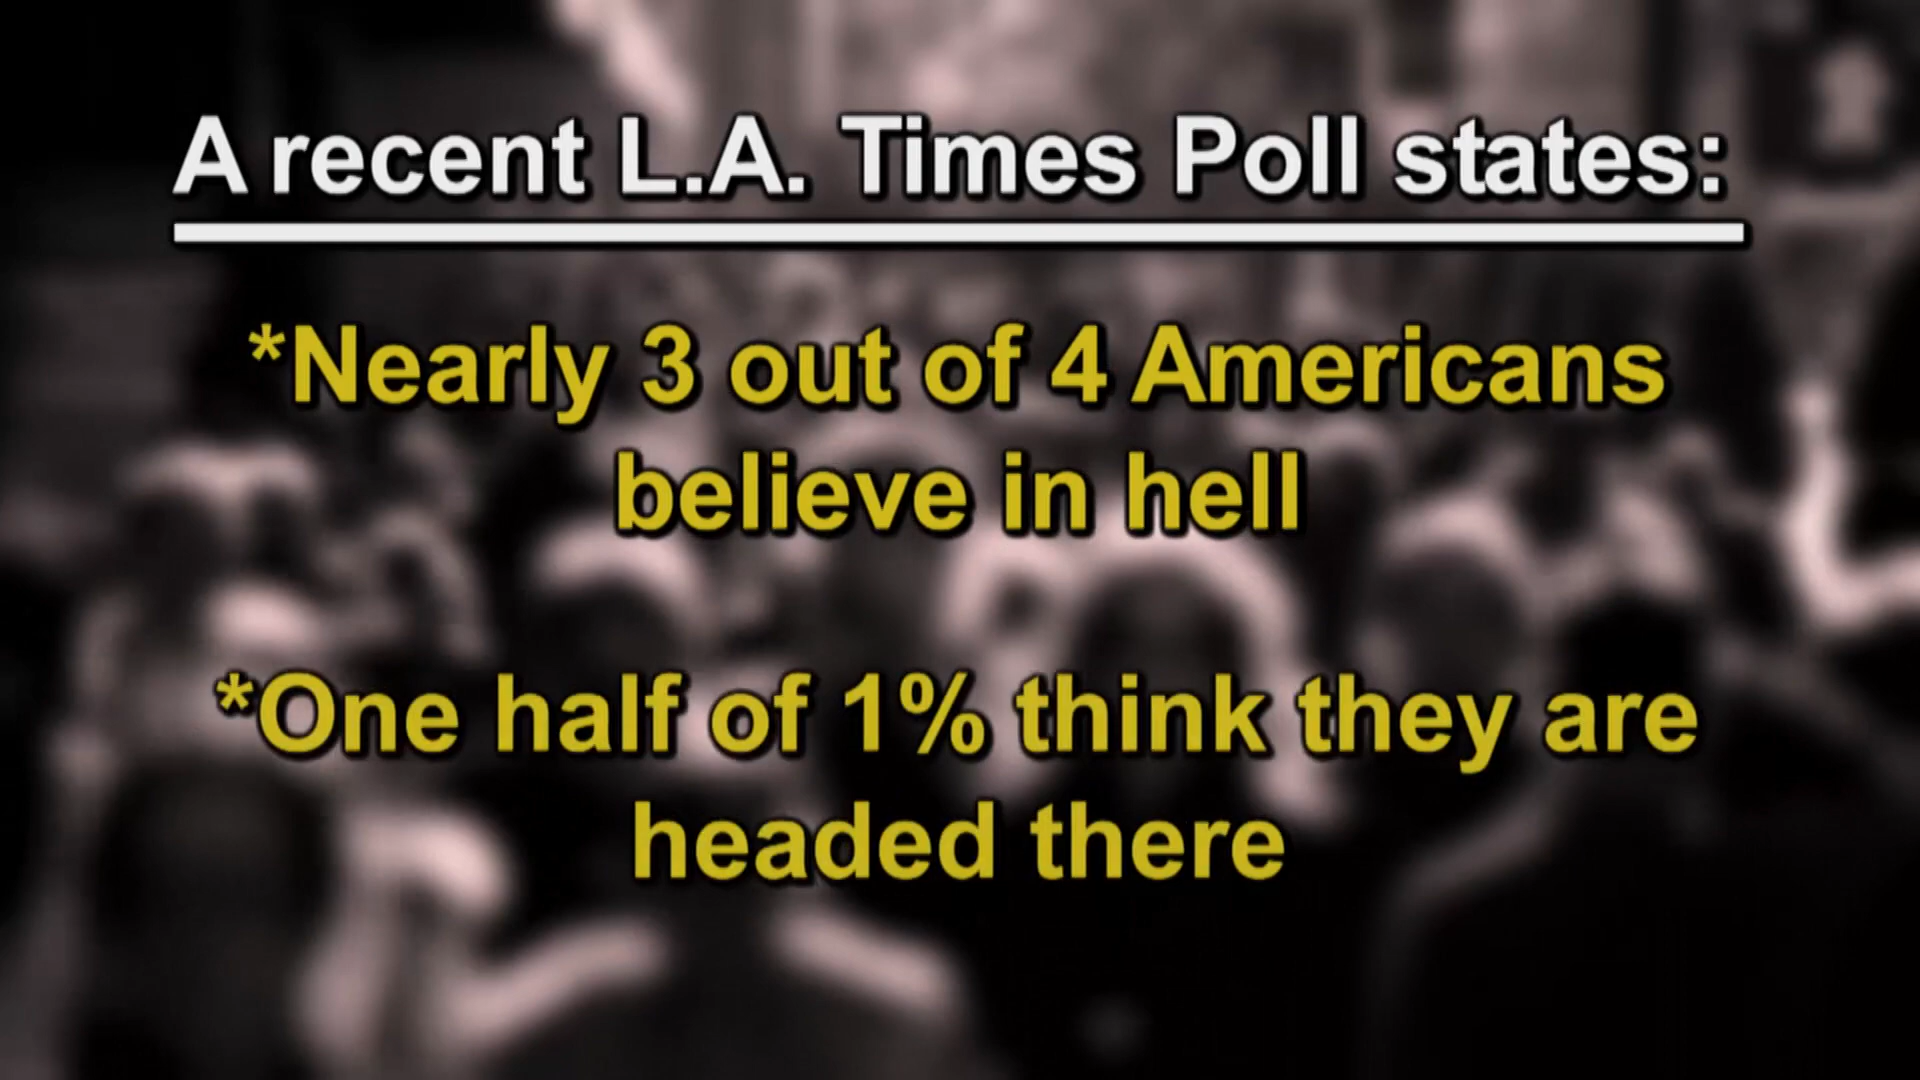 A recent L.A. Times Poll states:
*Nearly 3 out of 4 Americans
believe in hell
*One half of 1% think they are
headed there